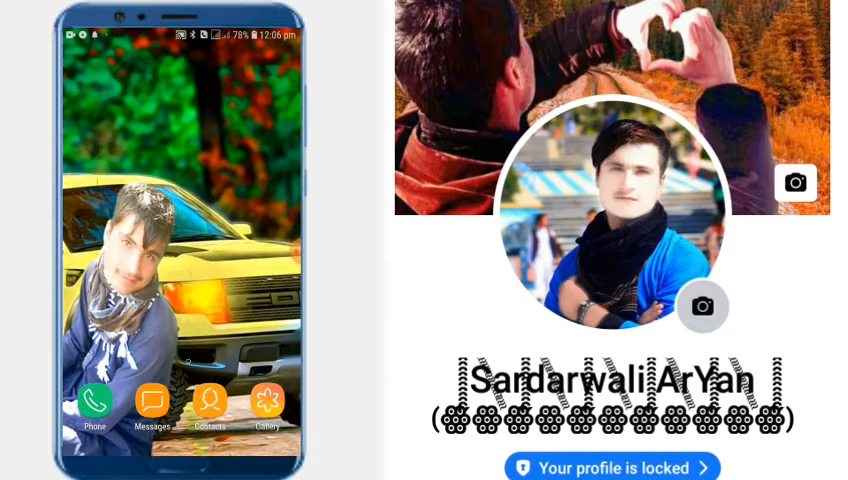 78% 12:06 pm
Phone Messages Contacts Gallery
Sardarwali ArYan
Your profile is locked